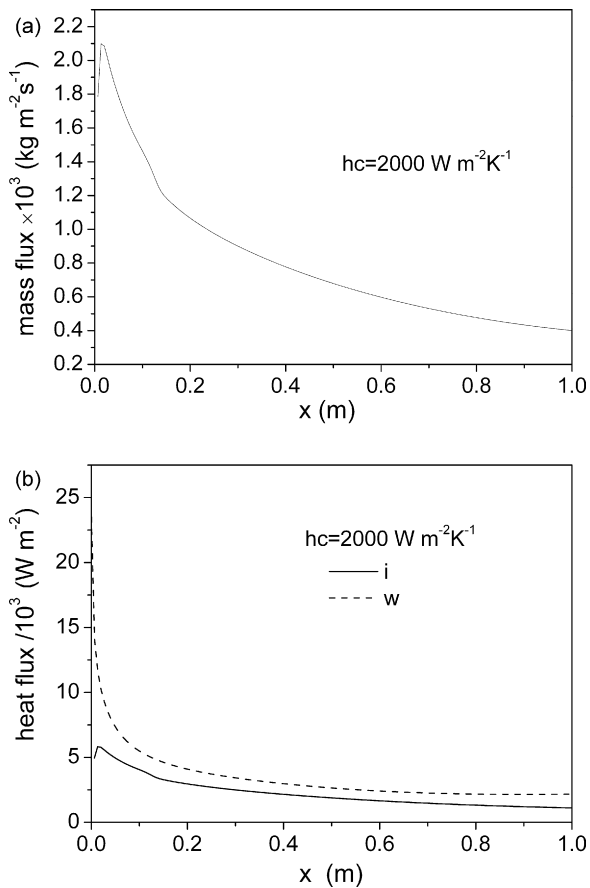 (a)
2.2
2.0
1.8
1.6
1.4
1.2
1.0
0.8
0.6
0.4
0.2
mass flux ×10³ (kg m⁻²s⁻¹)
hc=2000 W m⁻²K⁻¹
0.0 0.2 0.4 0.6 0.8 1.0
x (m)
(b)
25
20
15
10
5
0
heat flux /10³ (W m⁻²)
hc=2000 W m⁻²K⁻¹
i
w
0.0 0.2 0.4 0.6 0.8 1.0
x (m)